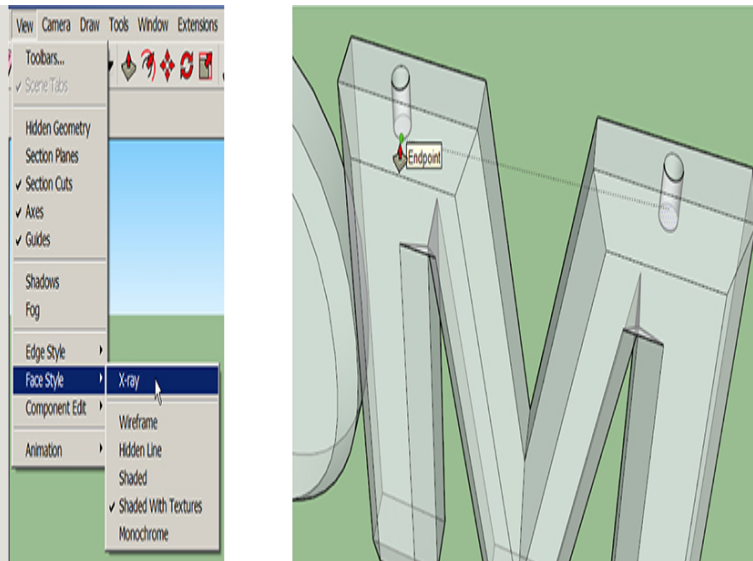 View Camera Draw Tools Window Extensions
Toolbars...
Scene Tabs
Hidden Geometry
Section Planes
Section Cuts
Axes
Guides
Shadows
Fog
Edge Style
Face Style
Component Edit
Animation
X-ray
Wireframe
Hidden Line
Shaded
Shaded With Textures
Monochrome
Endpoint